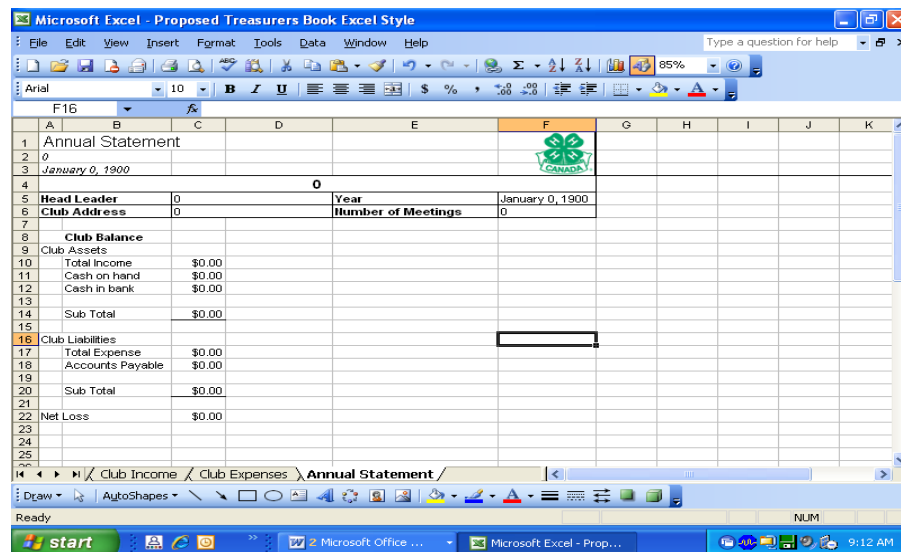 Microsoft Excel - Proposed Treasurers Book Excel Style
File Edit View Insert Format Tools Data Window Help Type a question for help
85%
Arial 10 B I U $ % ,
F16 fx
A B C D E F G H I J K
1 Annual Statement
2 0
3 January 0, 1900 CANADA
4 0
5 Head Leader 0 Year January 0, 1900
6 Club Address 0 Number of Meetings 0
7
8 Club Balance
9 Club Assets
10 Total Income $0.00
11 Cash on hand $0.00
12 Cash in bank $0.00
13
14 Sub Total $0.00
15
16 Club Liabilities
17 Total Expense $0.00
18 Accounts Payable $0.00
19
20 Sub Total $0.00
21
22 Net Loss $0.00
23
24
25
Club Income Club Expenses Annual Statement
Draw AutoShapes
Ready NUM
start 2 Microsoft Office ... Microsoft Excel - Prop... 9:12 AM